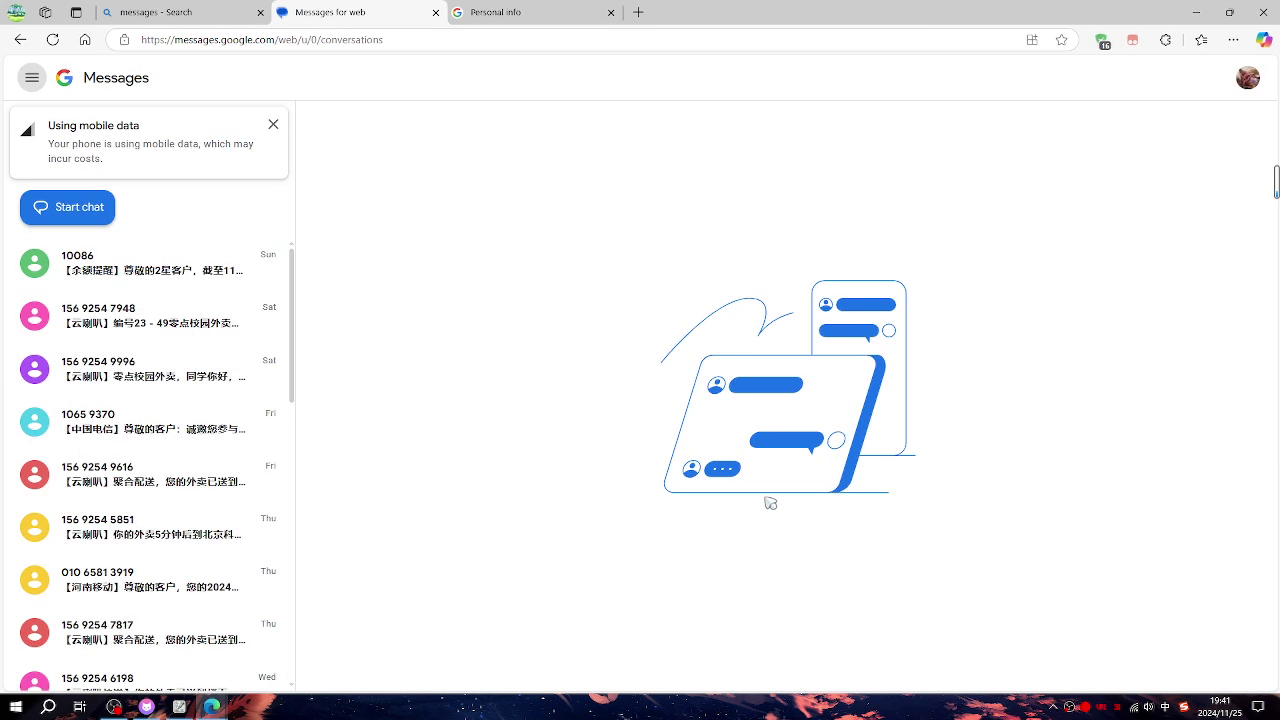 messages - Search
Messages for web
Personal info
https://messages.google.com/web/u/0/conversations
15
Messages
Using mobile data
Your phone is using mobile data, which may
incur costs.
Start chat
10086
Sun
【余额提醒】尊敬的2星客户，截至11...
156 9254 7948
Sat
【云喇叭】编号23 - 49零点校园外卖...
156 9254 9996
Sat
【云喇叭】零点校园外卖，同学你好，...
1065 9370
Fri
【中国电信】尊敬的客户：诚邀您参与...
156 9254 9616
Fri
【云喇叭】聚合配送，您的外卖已送到...
156 9254 5851
Thu
【云喇叭】你的外卖5分钟后到北京科...
010 6581 3919
Thu
【河南移动】尊敬的客户，您的2024...
156 9254 7817
Thu
【云喇叭】聚合配送，您的外卖已送到...
156 9254 6198
Wed
中
19:41
2024/11/25